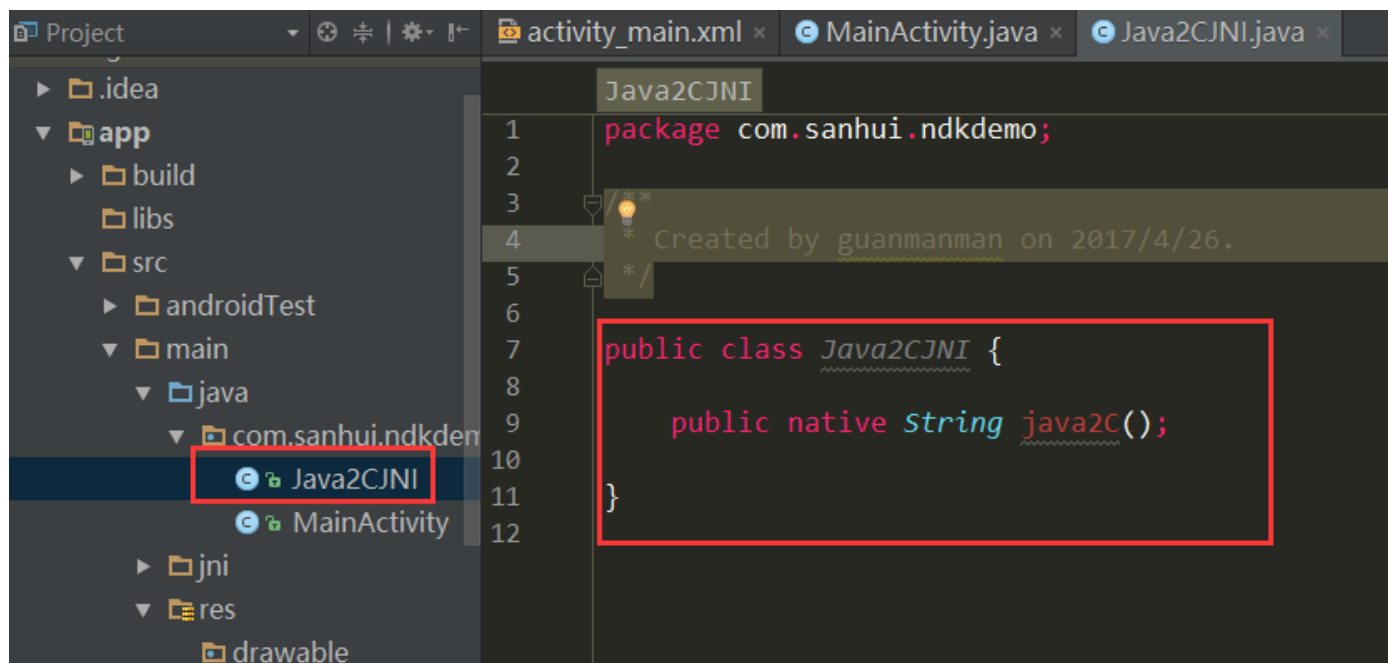 Project
activity_main.xml
MainActivity.java
Java2CJNI.java
.idea
app
build
libs
src
androidTest
main
java
com.sanhui.ndkdem
Java2CJNI
MainActivity
jni
res
drawable
Java2CJNI
1 package com.sanhui.ndkdemo;
2
3 /**
4 * Created by guanmanman on 2017/4/26.
5 */
6
7 public class Java2CJNI {
8
9 public native String java2C();
10
11 }
12